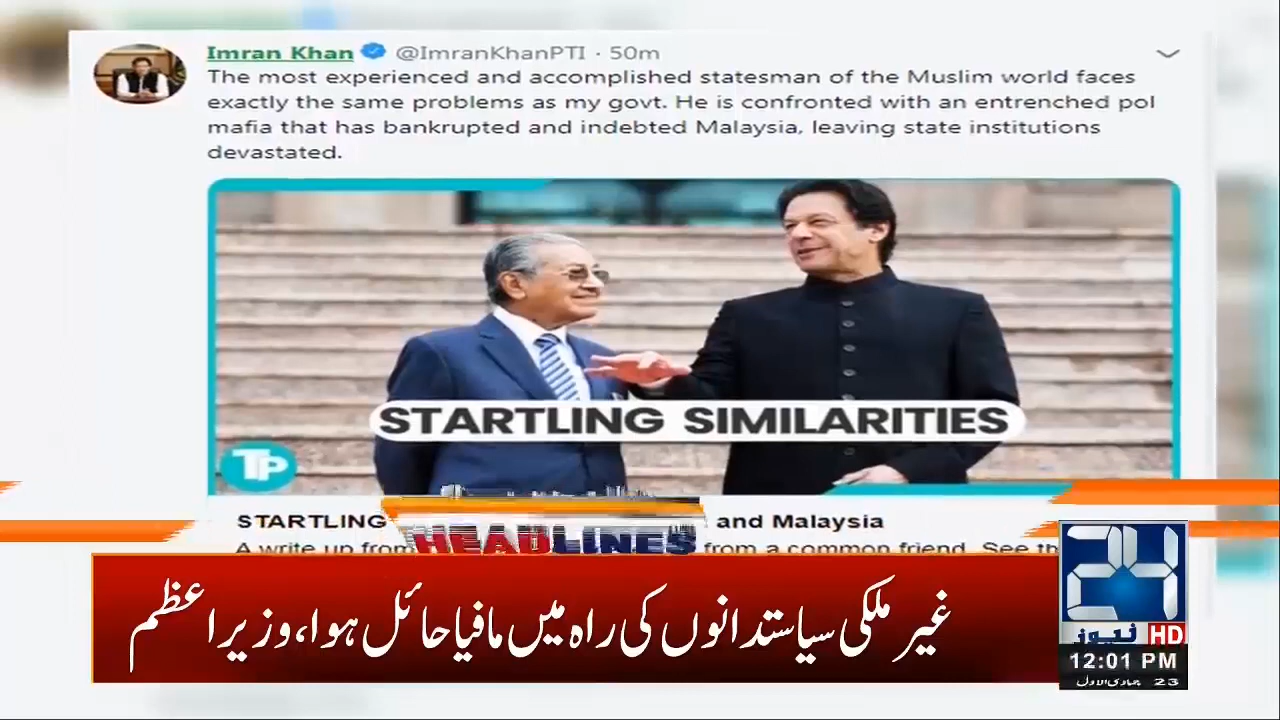 Imran Khan @ImranKhanPTI · 50m
The most experienced and accomplished statesman of the Muslim world faces
exactly the same problems as my govt. He is confronted with an entrenched pol
mafia that has bankrupted and indebted Malaysia, leaving state institutions
devastated.
STARTLING SIMILARITIES
TP
STARTLING and Malaysia
A write up from from a common friend. See
HEADLINES
غیر ملکی سیاستدانوں کی راہ میں مافیا حائل ہوا، وزیراعظم
24
نیوز HD
12:01 PM
23 جمادی الاول